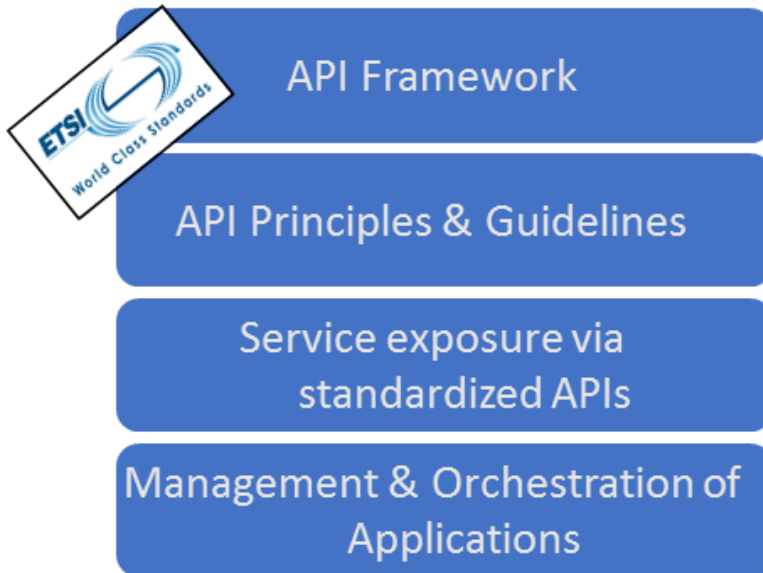 ETSI
World Class Standards
API Framework
API Principles & Guidelines
Service exposure via
standardized APIs
Management & Orchestration of
Applications